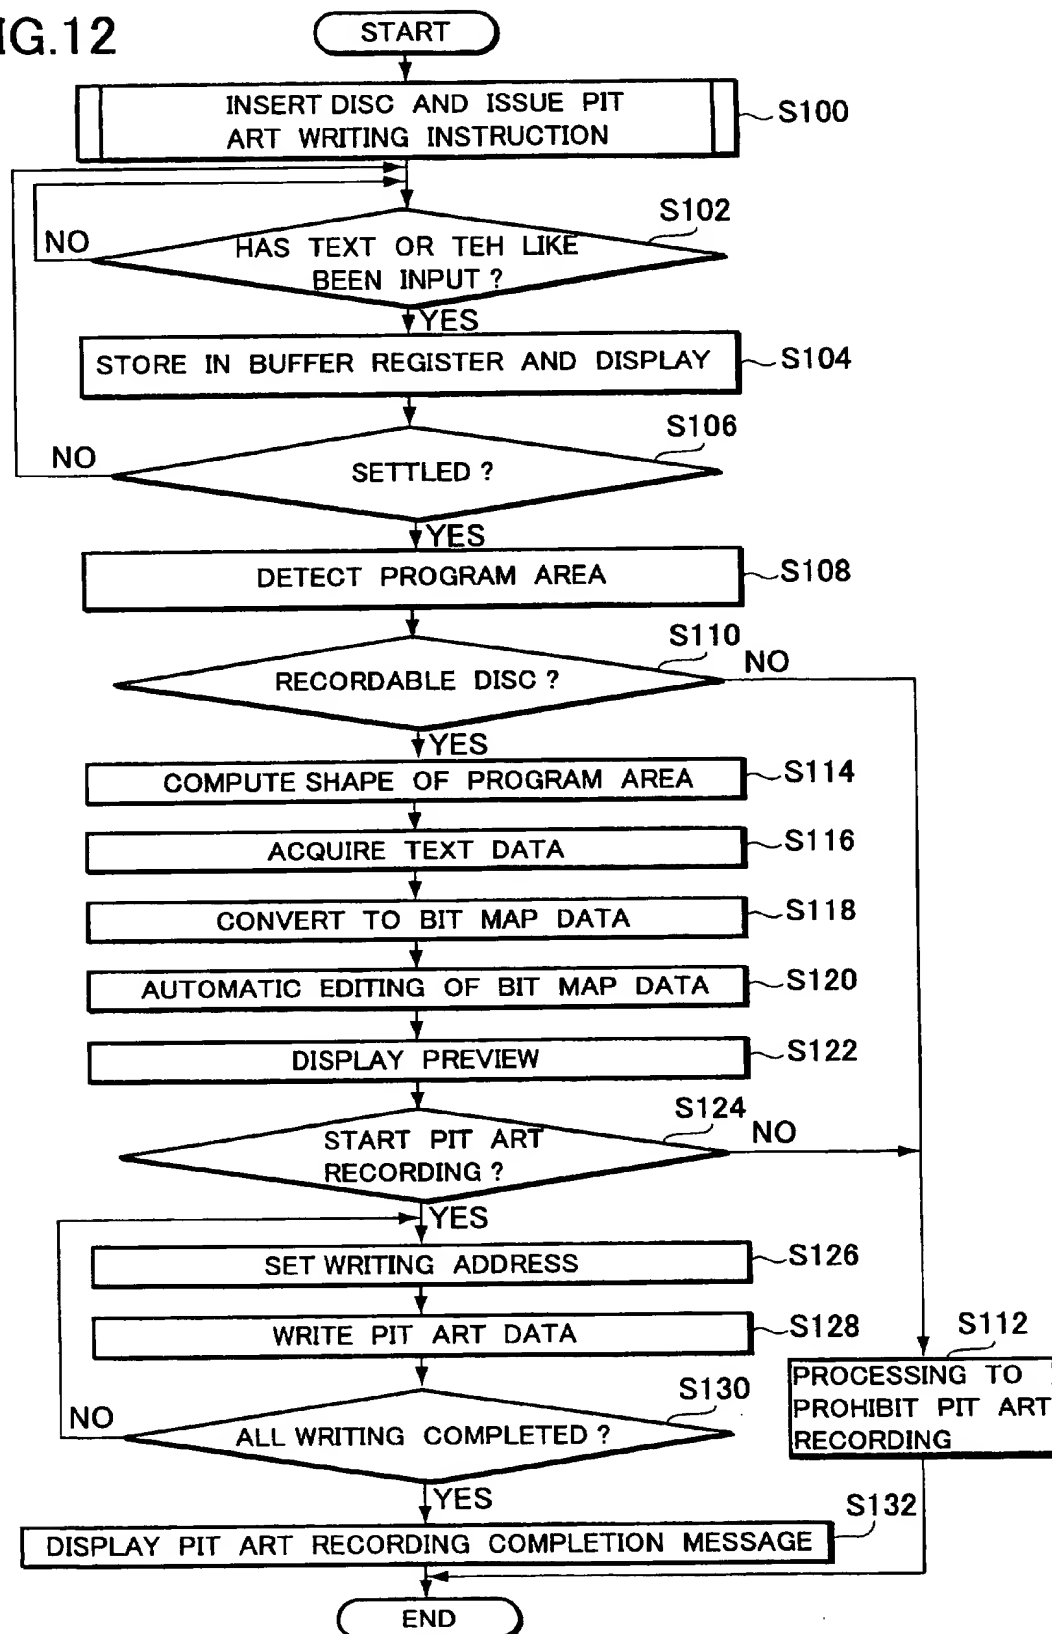 IG.12
START
INSERT DISC AND ISSUE PIT
ART WRITING INSTRUCTION
S100
S102
NO
HAS TEXT OR TEH LIKE
BEEN INPUT ?
YES
STORE IN BUFFER REGISTER AND DISPLAY
S104
S106
NO
SETTLED ?
YES
DETECT PROGRAM AREA
S108
S110
NO
RECORDABLE DISC ?
YES
COMPUTE SHAPE OF PROGRAM AREA
S114
ACQUIRE TEXT DATA
S116
CONVERT TO BIT MAP DATA
S118
AUTOMATIC EDITING OF BIT MAP DATA
S120
DISPLAY PREVIEW
S122
S124
START PIT ART
RECORDING ?
NO
YES
SET WRITING ADDRESS
S126
WRITE PIT ART DATA
S128
S112
PROCESSING TO
PROHIBIT PIT ART
RECORDING
S130
NO
ALL WRITING COMPLETED ?
YES
S132
DISPLAY PIT ART RECORDING COMPLETION MESSAGE
END